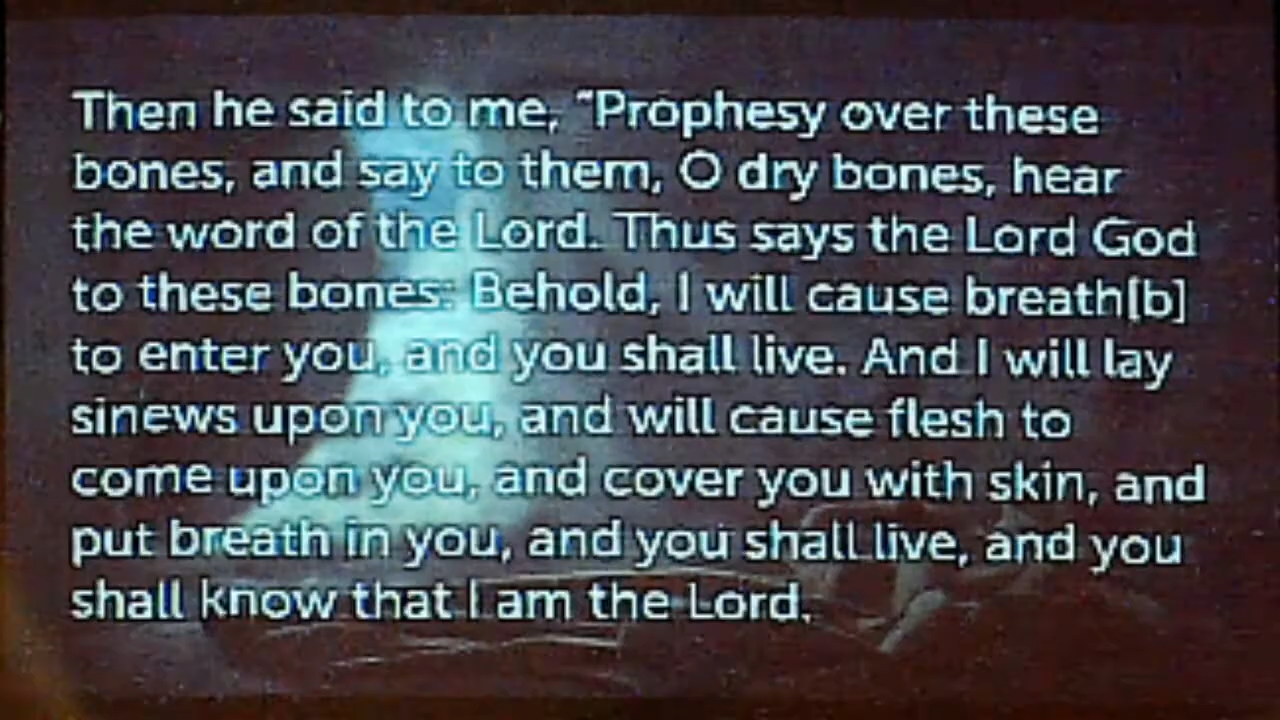 Then he said to me, "Prophesy over these
bones, and say to them, O dry bones, hear
the word of the Lord. Thus says the Lord God
to these bones: Behold, I will cause breath[b]
to enter you, and you shall live. And I will lay
sinews upon you, and will cause flesh to
come upon you, and cover you with skin, and
put breath in you, and you shall live, and you
shall know that I am the Lord.